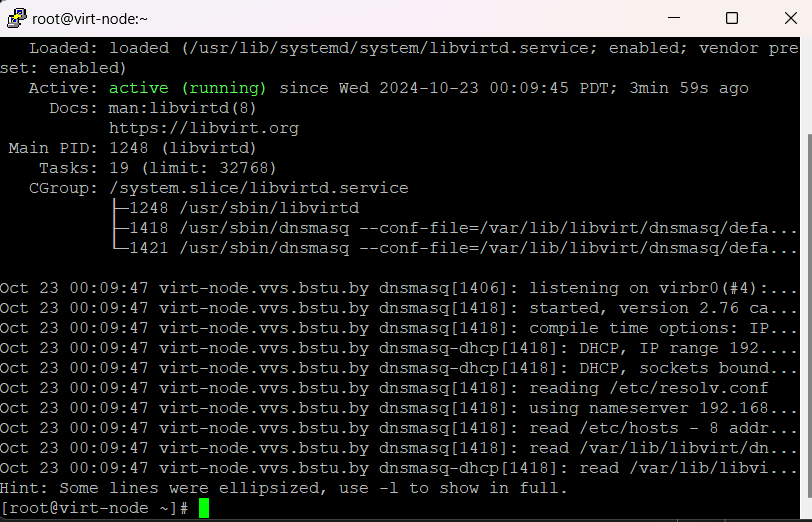 root@virt-node:~
Loaded: loaded (/usr/lib/systemd/system/libvirtd.service; enabled; vendor pre
set: enabled)
Active: active (running) since Wed 2024-10-23 00:09:45 PDT; 3min 59s ago
Docs: man:libvirtd(8)
https://libvirt.org
Main PID: 1248 (libvirtd)
Tasks: 19 (limit: 32768)
CGroup: /system.slice/libvirtd.service
├─1248 /usr/sbin/libvirtd
├─1418 /usr/sbin/dnsmasq --conf-file=/var/lib/libvirt/dnsmasq/defa...
└─1421 /usr/sbin/dnsmasq --conf-file=/var/lib/libvirt/dnsmasq/defa...
Oct 23 00:09:47 virt-node.vvs.bstu.by dnsmasq[1406]: listening on virbr0(#4):...
Oct 23 00:09:47 virt-node.vvs.bstu.by dnsmasq[1418]: started, version 2.76 ca...
Oct 23 00:09:47 virt-node.vvs.bstu.by dnsmasq[1418]: compile time options: IP...
Oct 23 00:09:47 virt-node.vvs.bstu.by dnsmasq-dhcp[1418]: DHCP, IP range 192....
Oct 23 00:09:47 virt-node.vvs.bstu.by dnsmasq-dhcp[1418]: DHCP, sockets bound...
Oct 23 00:09:47 virt-node.vvs.bstu.by dnsmasq[1418]: reading /etc/resolv.conf
Oct 23 00:09:47 virt-node.vvs.bstu.by dnsmasq[1418]: using nameserver 192.168...
Oct 23 00:09:47 virt-node.vvs.bstu.by dnsmasq[1418]: read /etc/hosts - 8 addr...
Oct 23 00:09:47 virt-node.vvs.bstu.by dnsmasq[1418]: read /var/lib/libvirt/dn...
Oct 23 00:09:47 virt-node.vvs.bstu.by dnsmasq-dhcp[1418]: read /var/lib/libvi...
Hint: Some lines were ellipsized, use -l to show in full.
[root@virt-node ~]#